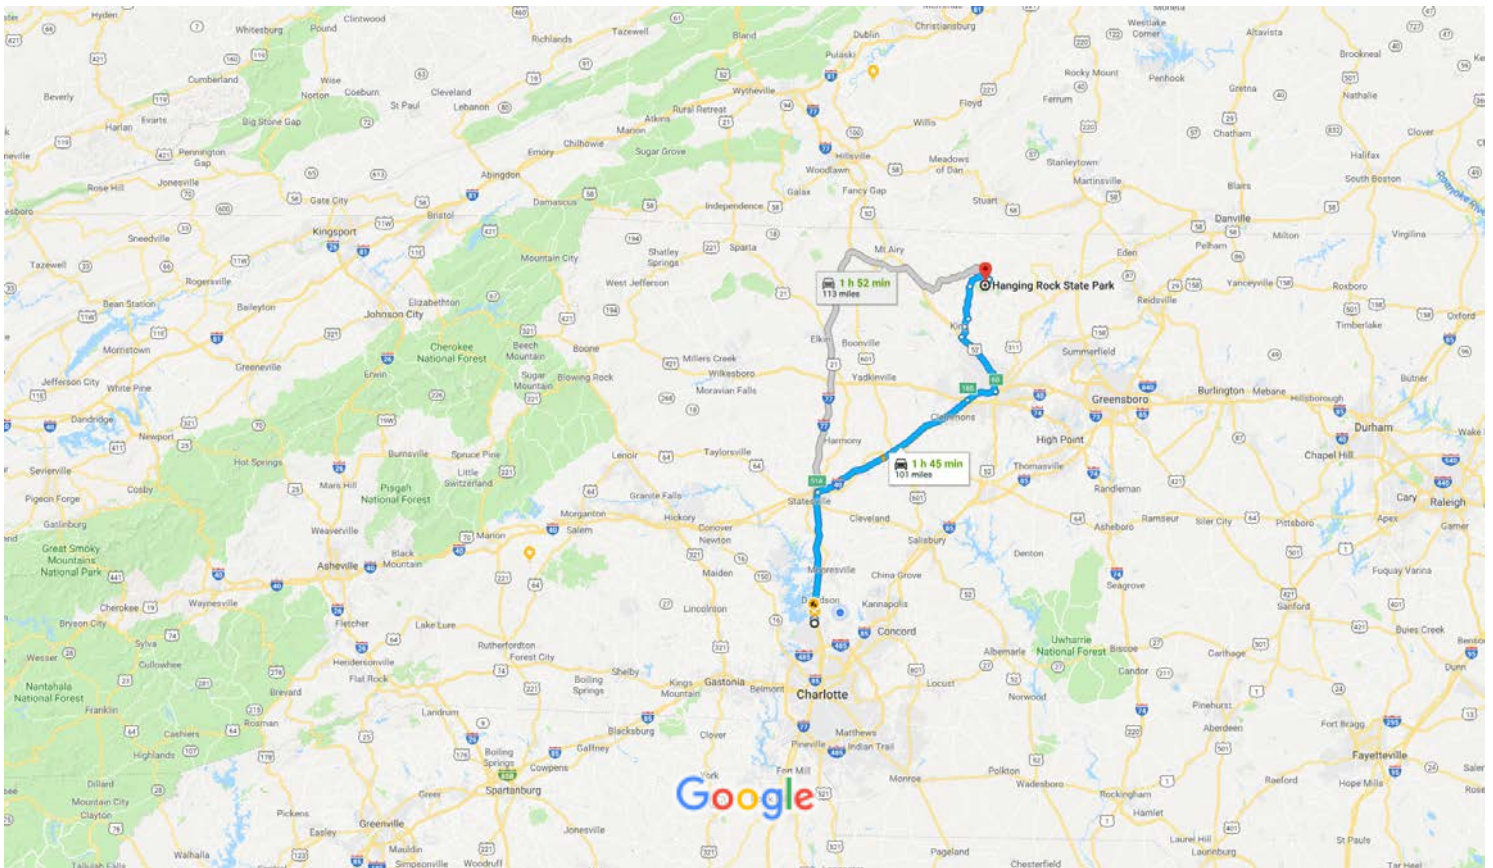 Hyden
Whitesburg
Pound
Clintwood
Richlands
Tazewell
Bland
Dublin
Pulaski
Christiansburg
Moneta
Westlake
Corner
Altavista
Brookneal
Cumberland
Wise
Norton
Coeburn
St Paul
Cleveland
Lebanon
Wytheville
Rural Retreat
Floyd
Rocky Mount
Ferrum
Penhook
Gretna
Nathalie
Beverly
Harlan
Evarts
Big Stone Gap
Emory
Chilhowie
Atkins
Marion
Sugar Grove
Willis
Chatham
Clover
Pennington
Gap
Jonesville
Rose Hill
Abingdon
Hillsville
Woodlawn
Fancy Gap
Galax
Meadows
of Dan
Stanleytown
Martinsville
Stuart
Blairs
Halifax
South Boston
Gate City
Bristol
Damascus
Independence
Danville
Kingsport
Sneedville
Tazewell
Rogersville
Mountain City
Shatley
Springs
Sparta
West Jefferson
Mt Airy
Eden
Pelham
Milton
Virgilina
1 h 52 min
113 miles
Hanging Rock State Park
Reidsville
Yanceyville
Roxboro
Timberlake
Oxford
Bean Station
Elizabethton
Johnson City
Morristown
Greeneville
Erwin
Cherokee
National Forest
Beech
Mountain
Boone
Sugar
Mountain
Blowing Rock
Millers Creek
Wilkesboro
Moravian Falls
Elkin
Boonville
Yadkinville
King
Summerfield
Greensboro
Burlington
Mebane
Hillsborough
Butner
Durham
Chapel Hill
Jefferson City
White Pine
Dandridge
Newport
Hot Springs
Burnsville
Mars Hill
Spruce Pine
Little
Switzerland
Pisgah
National Forest
Lenoir
Taylorsville
Harmony
Clemmons
High Point
Thomasville
1 h 45 min
101 miles
Randleman
Sevierville
Pigeon Forge
Cosby
Gatlinburg
Great Smoky
Mountains
National Park
Weaverville
Black
Mountain
Asheville
Marion
Morganton
Salem
Granite Falls
Hickory
Conover
Newton
Maiden
Statesville
Cleveland
Salisbury
Denton
Asheboro
Ramseur
Siler City
Pittsboro
Apex
Cary
Raleigh
Garner
Fuquay Varina
Seagrove
Sanford
Cherokee
Bryson City
Waynesville
Sylva
Cullowhee
Wesser
Fletcher
Lake Lure
Rutherfordton
Forest City
Hendersonville
Flat Rock
Brevard
Lincolnton
Mooresville
Davidson
China Grove
Kannapolis
Concord
Albemarle
Uwharrie
National Forest
Biscoe
Candor
Carthage
Buies Creek
Dunn
Nantahala
National Forest
Franklin
Cashiers
Highlands
Rosman
Landrum
Boiling
Springs
Shelby
Kings
Mountain
Gastonia
Belmont
Charlotte
Locust
Norwood
Pinehurst
Aberdeen
Fort Bragg
Fayetteville
Hope Mills
Raeford
Dillard
Mountain City
Clayton
Boiling
Springs
Cowpens
Gaffney
Blacksburg
Clover
York
Fort Mill
Pineville
Matthews
Indian Trail
Monroe
Polkton
Wadesboro
Rockingham
Hamlet
Laurel Hill
Laurinburg
St Pauls
Greer
Spartanburg
Pickens
Easley
Greenville
Mauldin
Simpsonville
Woodruff
Jonesville
Walhalla
Pageland
Chesterfield
Tar Heel
Google